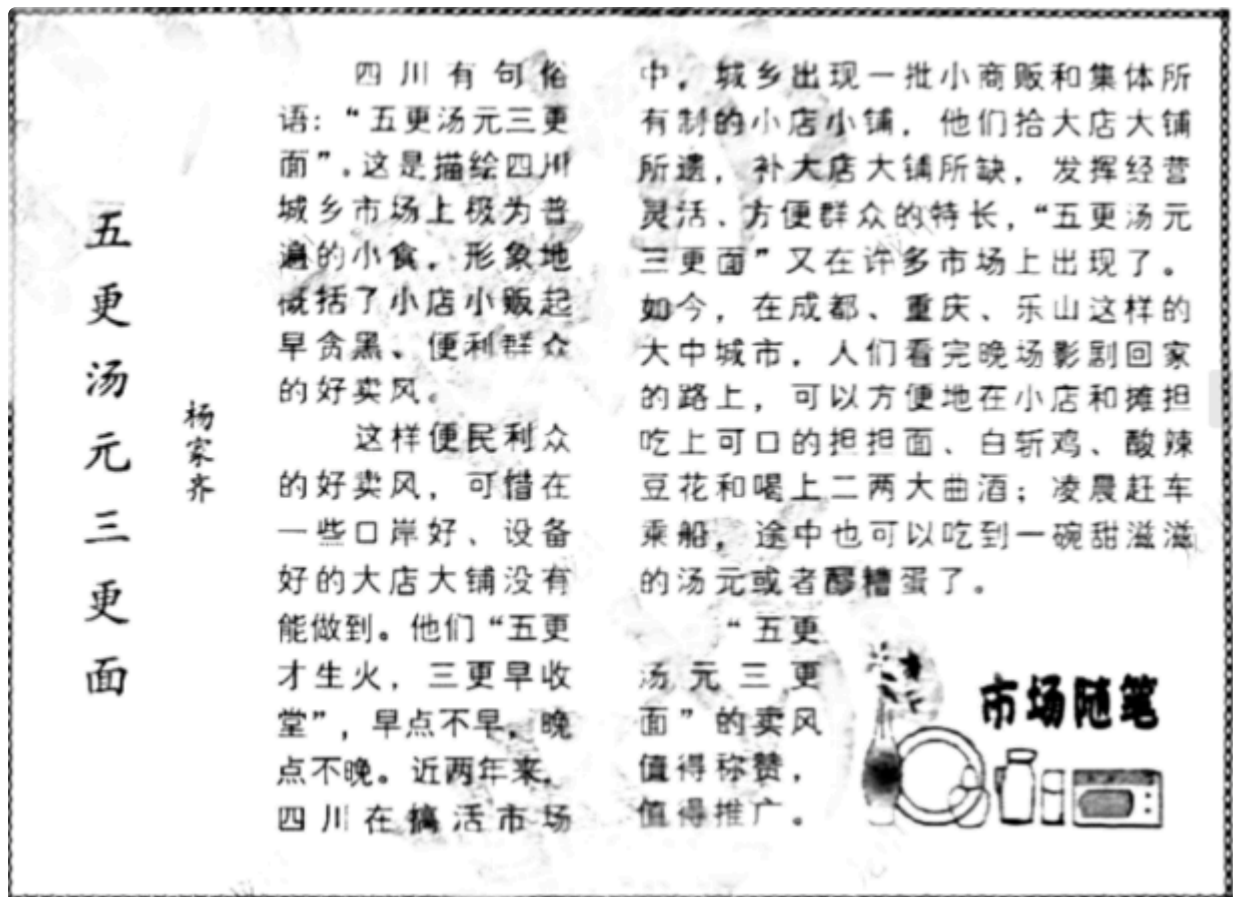 五更汤元三更面
杨家齐
四川有句俗
语：“五更汤元三更
面”，这是描绘四川
城乡市场上极为普
遍的小食，形象地
概括了小店小贩起
早贪黑、便利群众
的好卖风。
这样便民利众
的好卖风，可惜在
一些口岸好、设备
好的大店大铺没有
能做到。他们“五更
才生火，三更早收
堂”，早点不早，晚
点不晚。近两年来，
四川在搞活市场
中，城乡出现一批小商贩和集体所
有制的小店小铺，他们拾大店大铺
所遗，补大店大铺所缺，发挥经营
灵活、方便群众的特长，“五更汤元
三更面”又在许多市场上出现了。
如今，在成都、重庆、乐山这样的
大中城市，人们看完晚场影剧回家
的路上，可以方便地在小店和摊担
吃上可口的担担面、白斩鸡、酸辣
豆花和喝上二两大曲酒；凌晨赶车
乘船，途中也可以吃到一碗甜滋滋
的汤元或者醪糟蛋了。
“五更
汤元三更
面”的卖风
值得称赞，
值得推广。
市场随笔